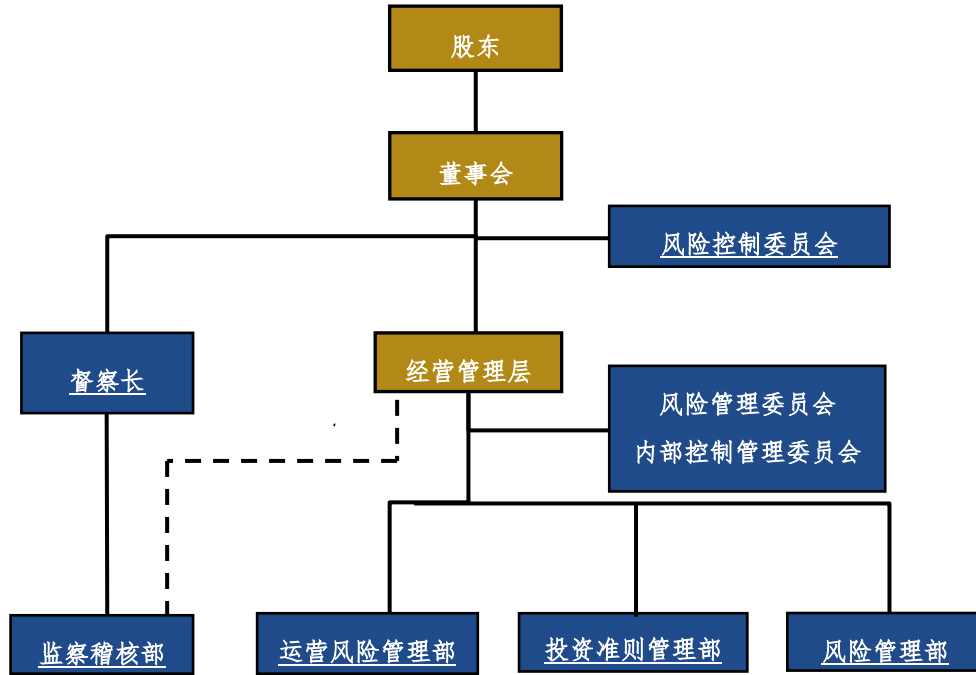 股东
董事会
风险控制委员会
督察长
经营管理层
风险管理委员会
内部控制管理委员会
监察稽核部
运营风险管理部
投资准则管理部
风险管理部